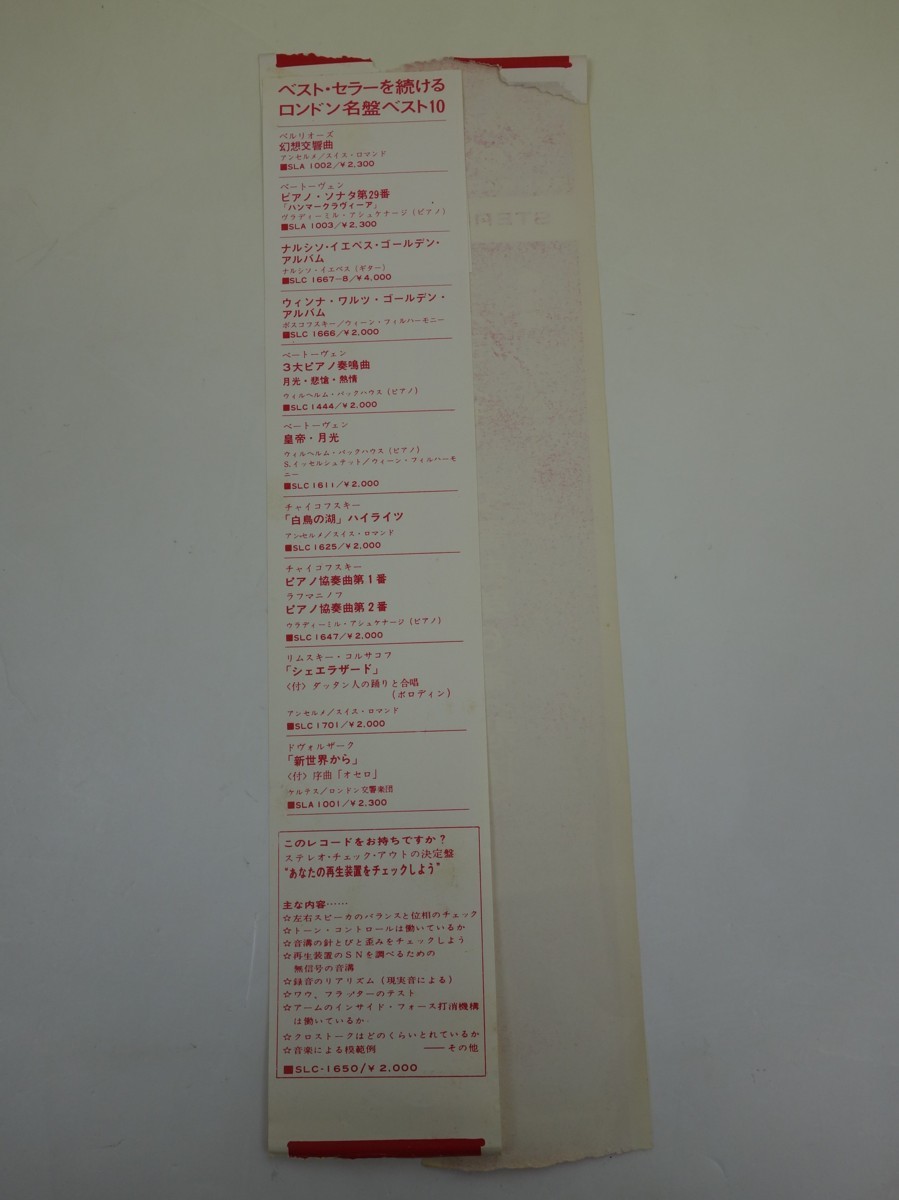 ベスト・セラーを続ける
ロンドン名盤ベスト10
ベルリオーズ
幻想交響曲
アンセルメ/スイス・ロマンド
■SLA 1002/¥2,300
ベートーヴェン
ピアノ・ソナタ第29番
「ハンマークラヴィーア」
ヴラディーミル・アシュケナージ(ピアノ)
■SLA 1003/¥2,300
ナルシソ・イエペス・ゴールデン・
アルバム
ナルシソ・イエペス(ギター)
■SLC 1667-8/¥4,000
ウィンナ・ワルツ・ゴールデン・
アルバム
ボスコフスキー/ウィーン・フィルハーモニー
■SLC 1666/¥2,000
ベートーヴェン
3大ピアノ奏鳴曲
月光・悲愴・熱情
ウィルヘルム・バックハウス(ピアノ)
■SLC 1444/¥2,000
ベートーヴェン
皇帝・月光
ウィルヘルム・バックハウス(ピアノ)
S.イッセルシュテット/ウィーン・フィルハーモ
ニー
■SLC 1611/¥2,000
チャイコフスキー
「白鳥の湖」ハイライツ
アンセルメ/スイス・ロマンド
■SLC 1625/¥2,000
チャイコフスキー
ピアノ協奏曲第1番
ラフマニノフ
ピアノ協奏曲第2番
ウラディーミル・アシュケナージ(ピアノ)
■SLC 1647/¥2,000
リムスキー・コルサコフ
「シェエラザード」
〈付〉ダッタン人の踊りと合唱
(ボロディン)
アンセルメ/スイス・ロマンド
■SLC 1701/¥2,000
ドヴォルザーク
「新世界から」
〈付〉序曲「オセロ」
ケルテス/ロンドン交響楽団
■SLA 1001/¥2,300
このレコードをお持ちですか?
ステレオ・チェック・アウトの決定盤
"あなたの再生装置をチェックしよう"
主な内容……
☆左右スピーカのバランスと位相のチェック
☆トーン・コントロールは働いているか
☆音溝の針とびと歪みをチェックしよう
☆再生装置のSNを調べるための
無信号の音溝
☆録音のリアリズム(現実音による)
☆ワウ、フラッターのテスト
☆アームのインサイド・フォース打消機構
は働いているか
☆クロストークはどのくらいとれているか
☆音楽による模範例 ――その他
■SLC-1650/¥2,000